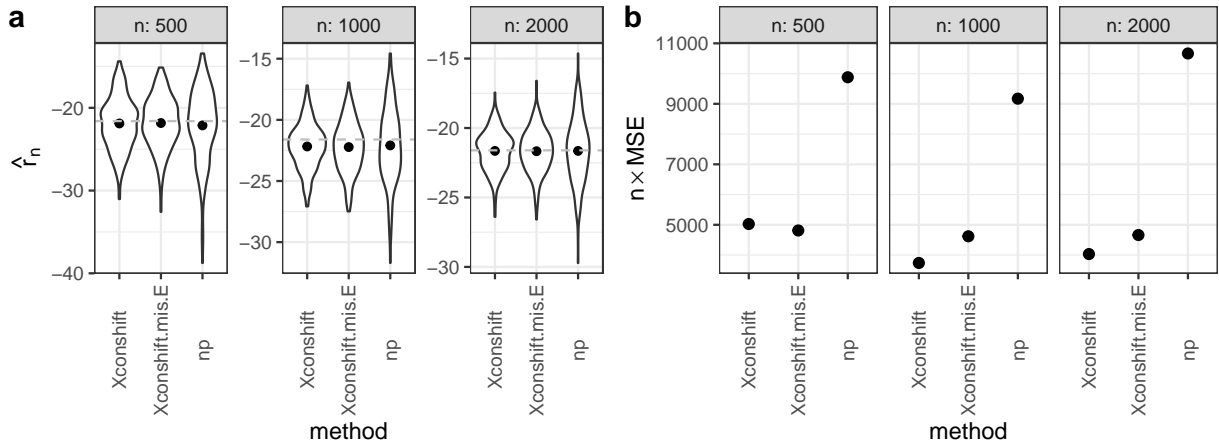 a
n: 500
n: 1000
n: 2000
r̂n
−20
−30
−40
−15
−20
−25
−30
−15
−20
−25
−30
Xconshift
Xconshift.mis.E
np
Xconshift
Xconshift.mis.E
np
Xconshift
Xconshift.mis.E
np
method
b
n: 500
n: 1000
n: 2000
n × MSE
11000
9000
7000
5000
Xconshift
Xconshift.mis.E
np
Xconshift
Xconshift.mis.E
np
Xconshift
Xconshift.mis.E
np
method